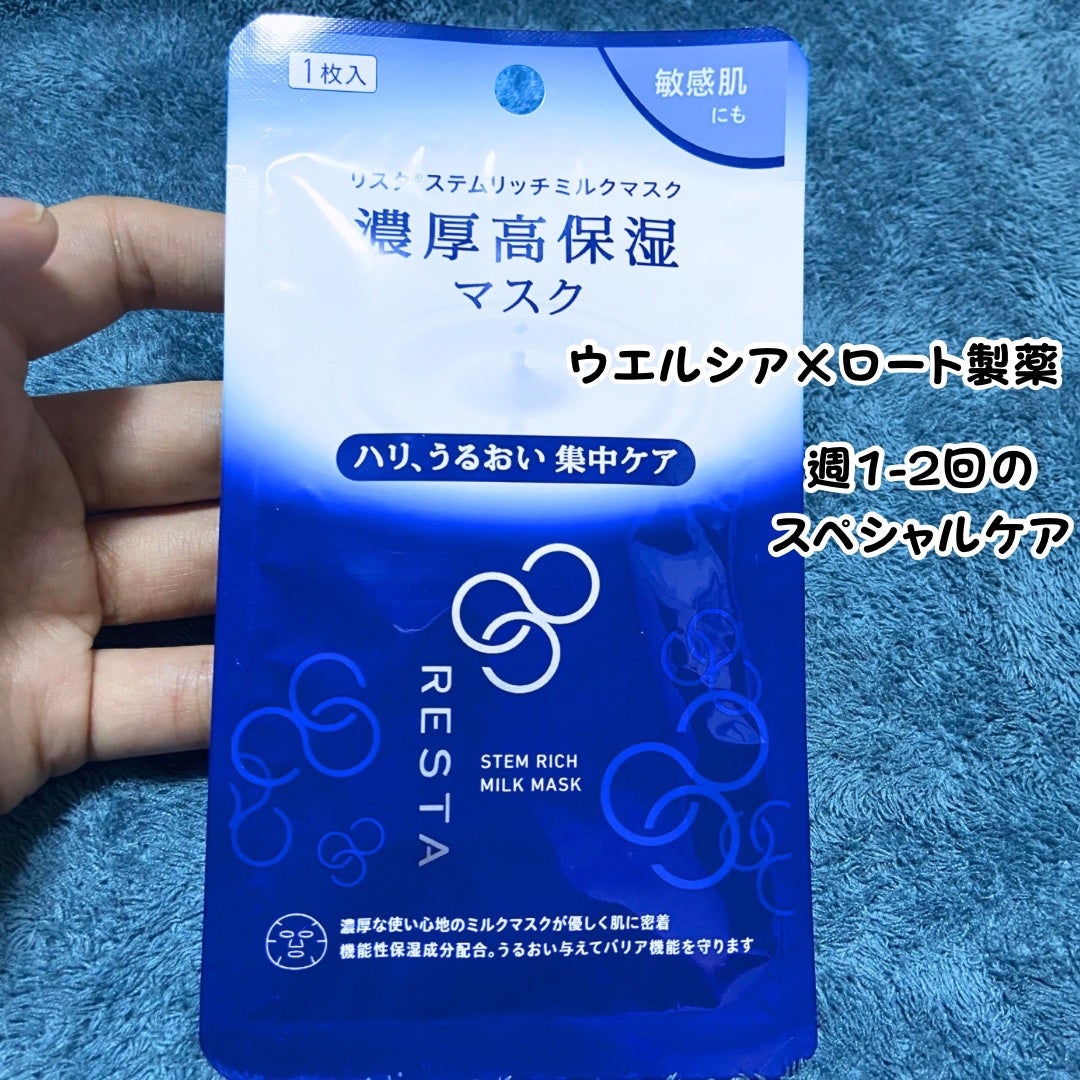 1枚入
敏感肌
にも
リスタ®ステムリッチミルクマスク
濃厚高保湿
マスク
ウエルシア×ロート製薬
ハリ、うるおい 集中ケア
週1-2回の
スペシャルケア
RESTA
STEM RICH
MILK MASK
濃厚な使い心地のミルクマスクが優しく肌に密着
機能性保湿成分配合。うるおい与えてバリア機能を守ります